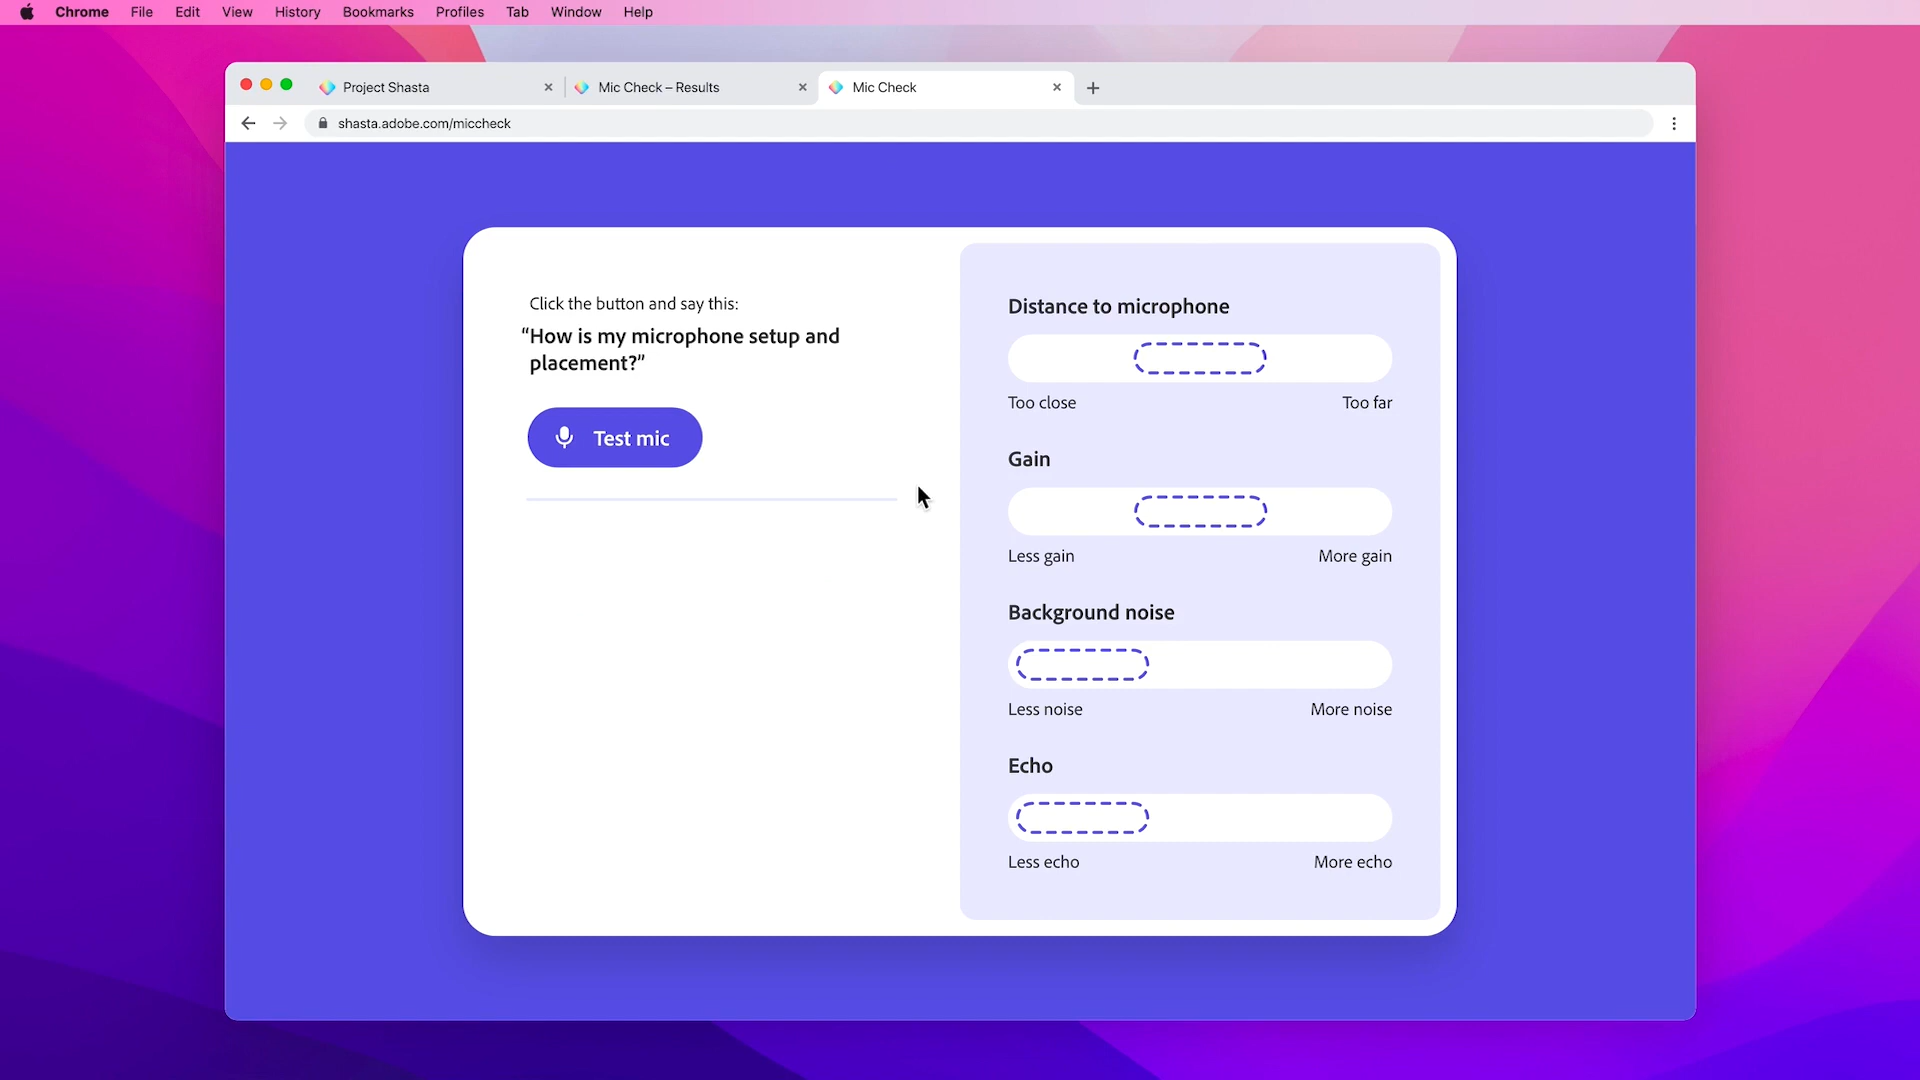 Chrome File Edit View History Bookmarks Profiles Tab Window Help
Project Shasta
Mic Check – Results
Mic Check
shasta.adobe.com/miccheck
Click the button and say this:
“How is my microphone setup and
placement?”
Test mic
Distance to microphone
Too close Too far
Gain
Less gain More gain
Background noise
Less noise More noise
Echo
Less echo More echo